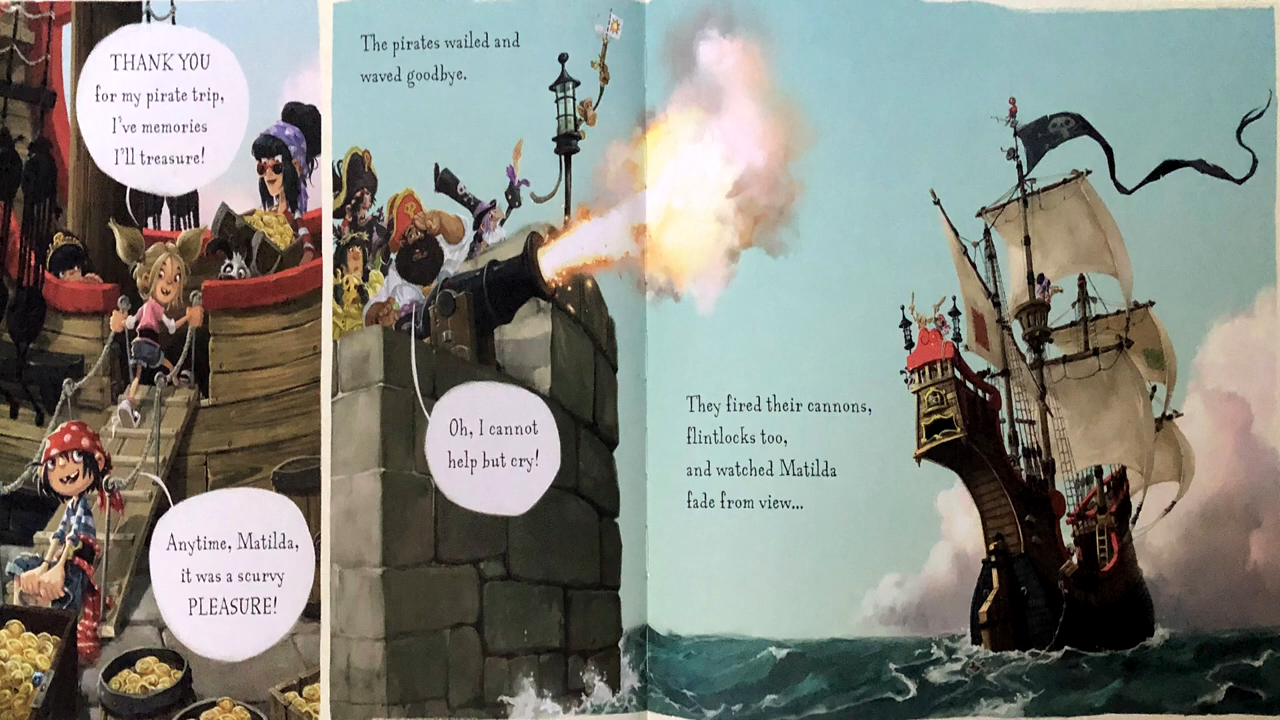 THANK YOU
for my pirate trip,
I've memories
I'll treasure!
Anytime, Matilda,
it was a scurvy
PLEASURE!
The pirates wailed and
waved goodbye.
Oh, I cannot
help but cry!
They fired their cannons,
flintlocks too,
and watched Matilda
fade from view...